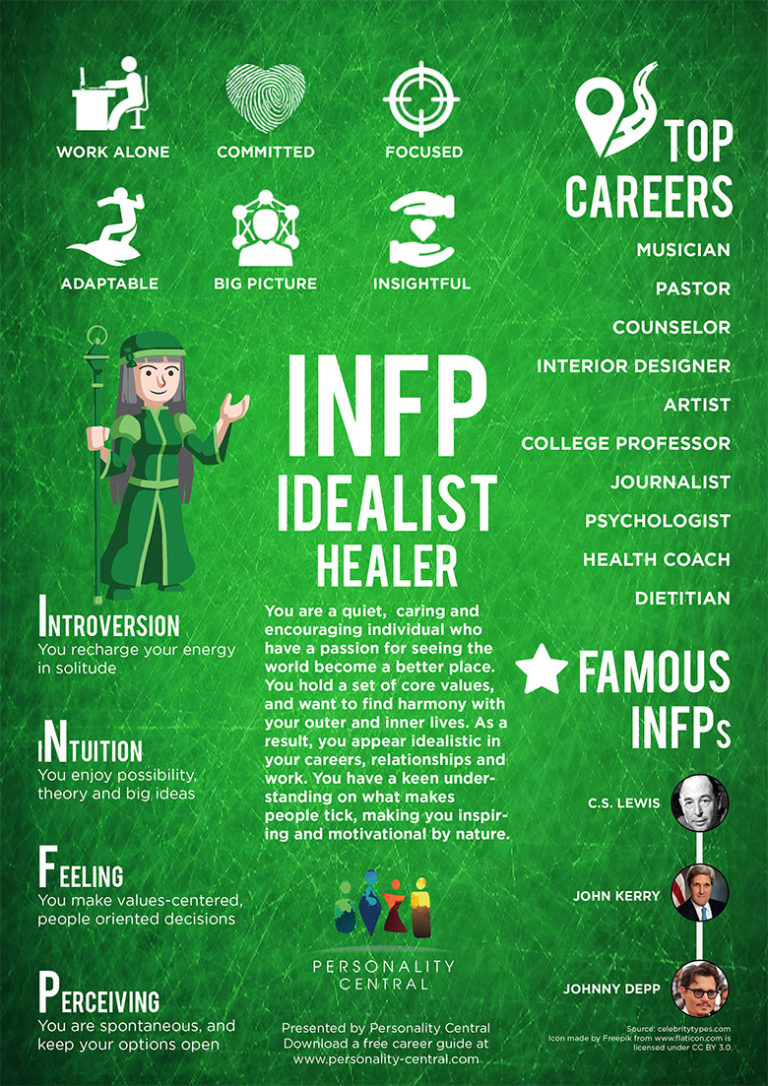 WORK ALONE
COMMITTED
FOCUSED
ADAPTABLE
BIG PICTURE
INSIGHTFUL
TOP
CAREERS
MUSICIAN
PASTOR
COUNSELOR
INTERIOR DESIGNER
ARTIST
COLLEGE PROFESSOR
JOURNALIST
PSYCHOLOGIST
HEALTH COACH
DIETITIAN
INFP
IDEALIST
HEALER
You are a quiet, caring and
encouraging individual who
have a passion for seeing the
world become a better place.
You hold a set of core values,
and want to find harmony with
your outer and inner lives. As a
result, you appear idealistic in
your careers, relationships and
work. You have a keen under-
standing on what makes
people tick, making you inspir-
ing and motivational by nature.
INTROVERSION
You recharge your energy
in solitude
iNTUITION
You enjoy possibility,
theory and big ideas
FEELING
You make values-centered,
people oriented decisions
PERCEIVING
You are spontaneous, and
keep your options open
FAMOUS
INFPs
C.S. LEWIS
JOHN KERRY
JOHNNY DEPP
PERSONALITY
CENTRAL
Presented by Personality Central
Download a free career guide at
www.personality-central.com
Source: celebritytypes.com
Icon made by Freepik from www.flaticon.com is
licensed under CC BY 3.0